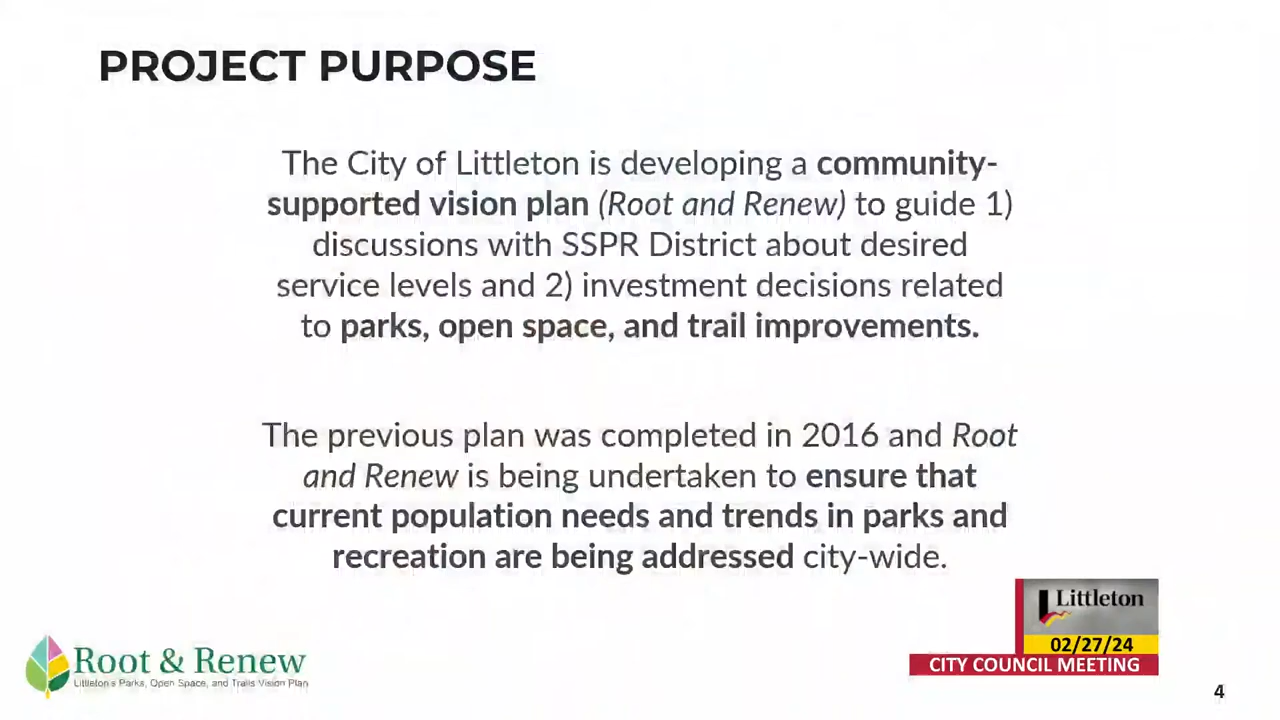 PROJECT PURPOSE
The City of Littleton is developing a community-
supported vision plan (Root and Renew) to guide 1)
discussions with SSPR District about desired
service levels and 2) investment decisions related
to parks, open space, and trail improvements.
The previous plan was completed in 2016 and Root
and Renew is being undertaken to ensure that
current population needs and trends in parks and
recreation are being addressed city-wide.
Littleton
02/27/24
CITY COUNCIL MEETING
Root & Renew
Littleton's Parks, Open Space, and Trails Vision Plan
4